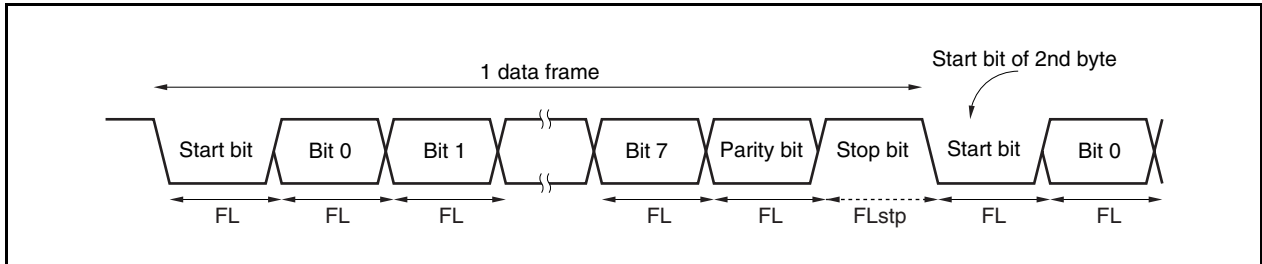 Start bit of 2nd byte
1 data frame
Start bit Bit 0 Bit 1 Bit 7 Parity bit Stop bit Start bit Bit 0
FL FL FL FL FL FLstp FL FL